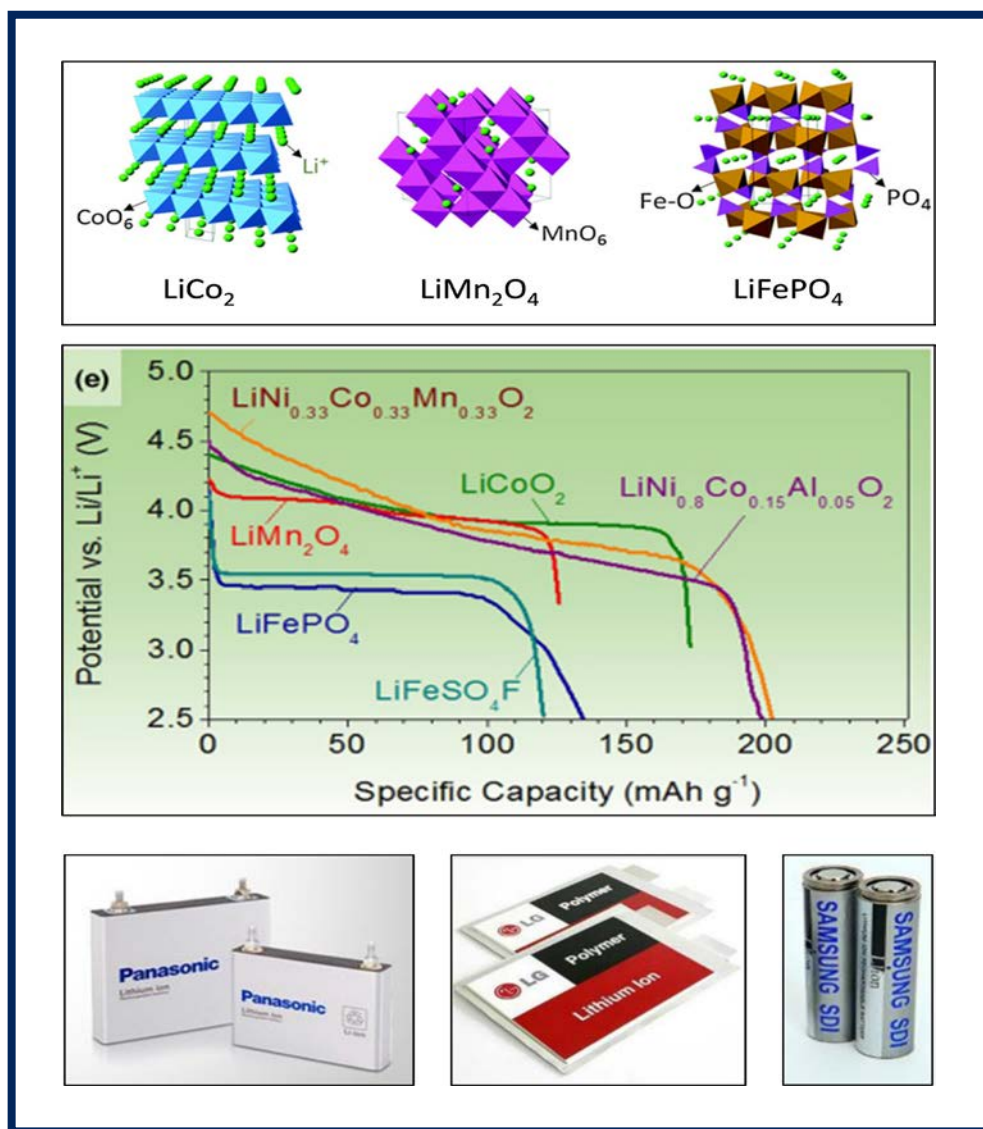 Li⁺
CoO₆
MnO₆
Fe-O
PO₄
LiCo₂
LiMn₂O₄
LiFePO₄
(e)
Potential vs. Li/Li⁺ (V)
5.0
4.5
4.0
3.5
3.0
2.5
LiNi₀.₃₃Co₀.₃₃Mn₀.₃₃O₂
LiCoO₂
LiNi₀.₈Co₀.₁₅Al₀.₀₅O₂
LiMn₂O₄
LiFePO₄
LiFeSO₄F
0 50 100 150 200 250
Specific Capacity (mAh g⁻¹)
Panasonic
Lithium Ion
Panasonic
Lithium Ion
Li-ion
LG
Polymer
LG
Polymer
Lithium Ion
SAMSUNG SDI
SAMSUNG SDI